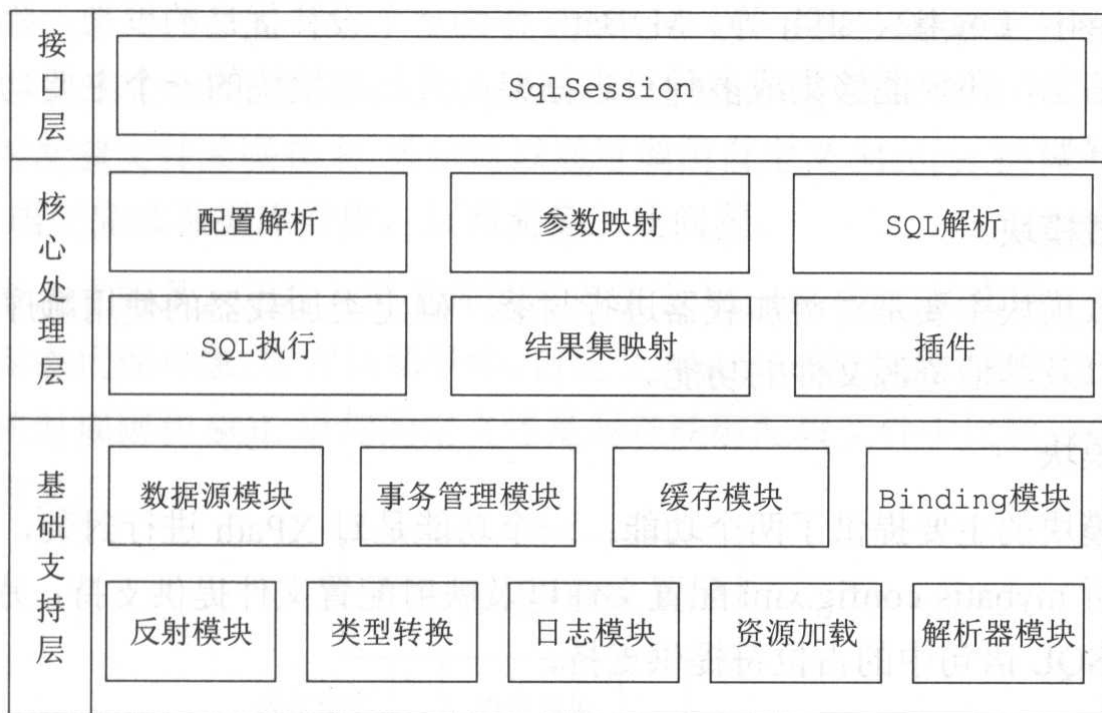 接口层
SqlSession
核心处理层
配置解析
参数映射
SQL解析
SQL执行
结果集映射
插件
基础支持层
数据源模块
事务管理模块
缓存模块
Binding模块
反射模块
类型转换
日志模块
资源加载
解析器模块